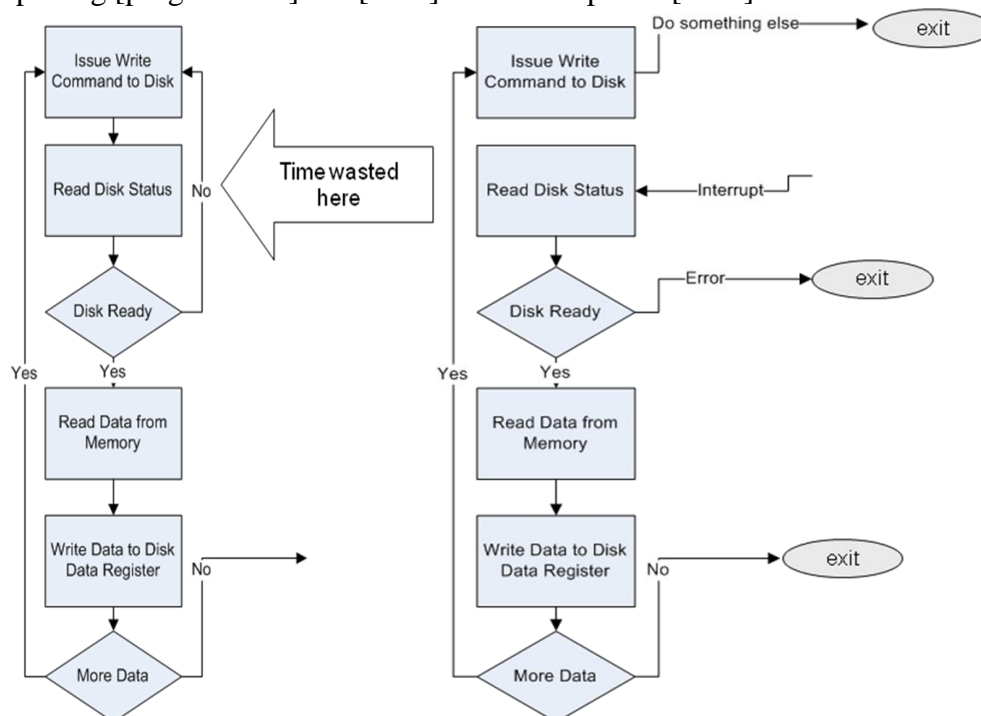 Issue Write
Command to Disk
Read Disk Status
No
Disk Ready
Yes
Yes
Read Data from
Memory
Write Data to Disk
Data Register
No
More Data
Time wasted
here
Do something else
exit
Issue Write
Command to Disk
Read Disk Status
Interrupt
Disk Ready
Error
exit
Yes
Yes
Read Data from
Memory
Write Data to Disk
Data Register
No
exit
More Data